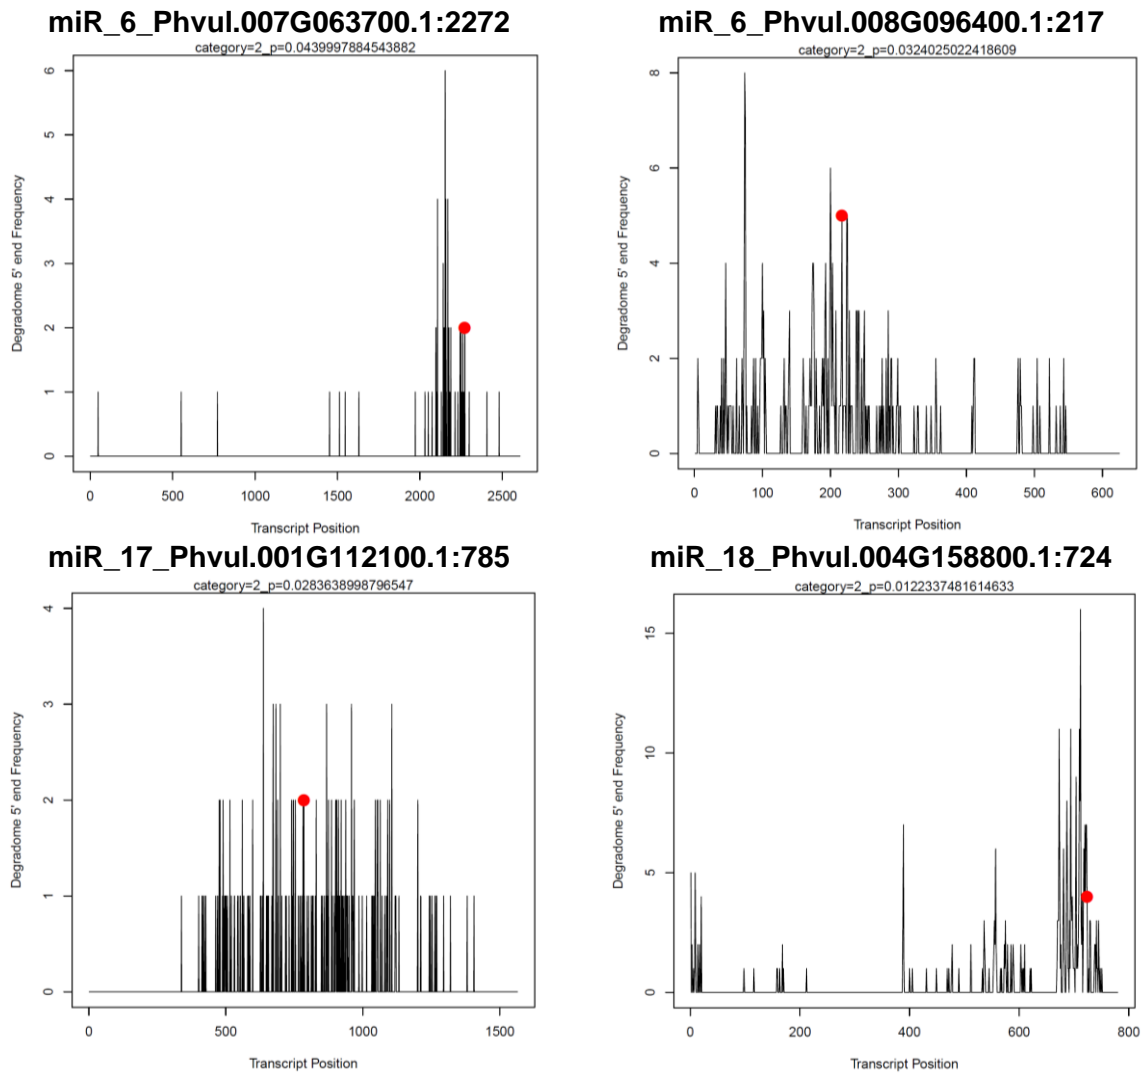 miR_6_Phvul.007G063700.1:2272
category=2_p=0.0439997884543882
Degradome 5' end Frequency
6
5
4
3
2
1
0
0 500 1000 1500 2000 2500
Transcript Position
miR_6_Phvul.008G096400.1:217
category=2_p=0.0324025022418609
Degradome 5' end Frequency
8
6
4
2
0
0 100 200 300 400 500 600
Transcript Position
miR_17_Phvul.001G112100.1:785
category=2_p=0.0283638998796547
Degradome 5' end Frequency
4
3
2
1
0
0 500 1000 1500
Transcript Position
miR_18_Phvul.004G158800.1:724
category=2_p=0.0122337481614633
Degradome 5' end Frequency
15
10
5
0
0 200 400 600 800
Transcript Position